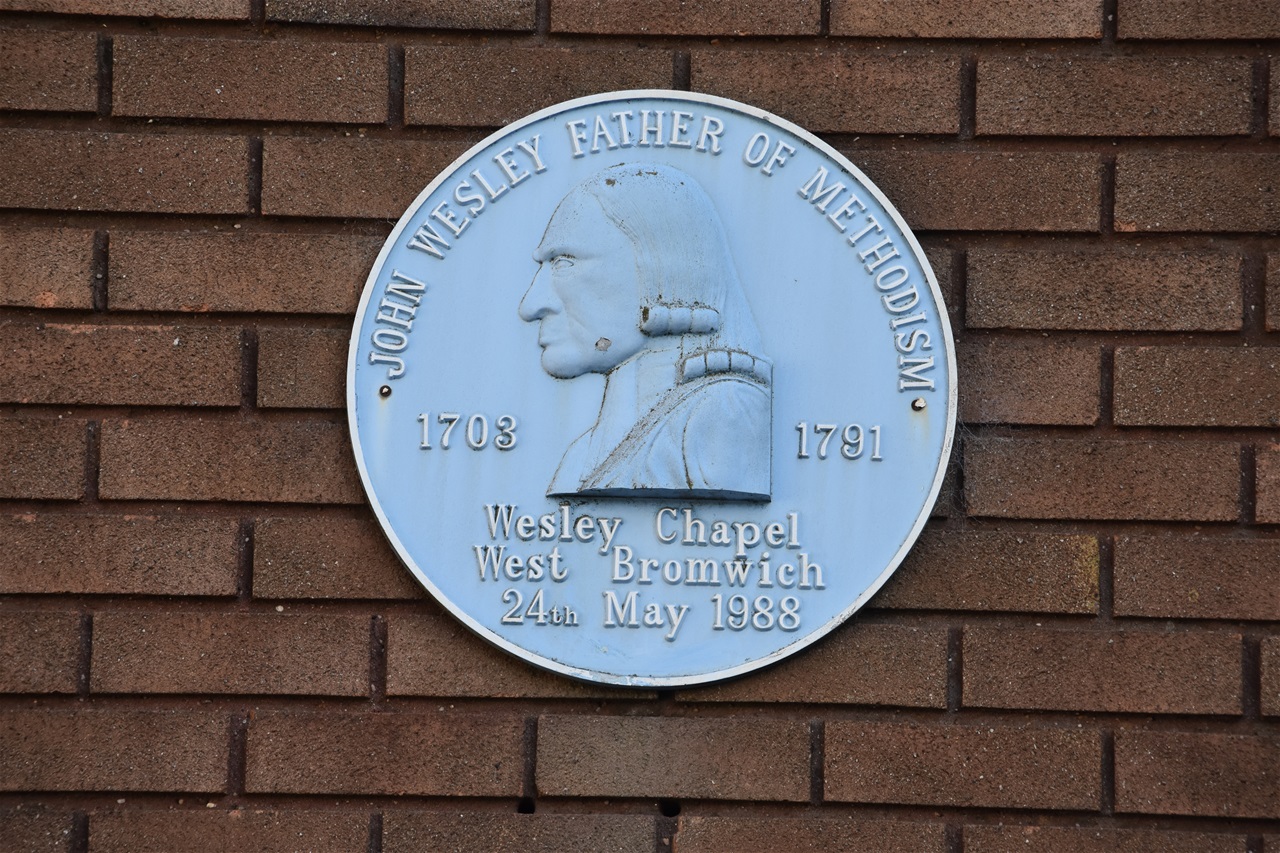 JOHN WESLEY FATHER OF METHODISM
1703 1791
Wesley Chapel
West Bromwich
24th May 1988